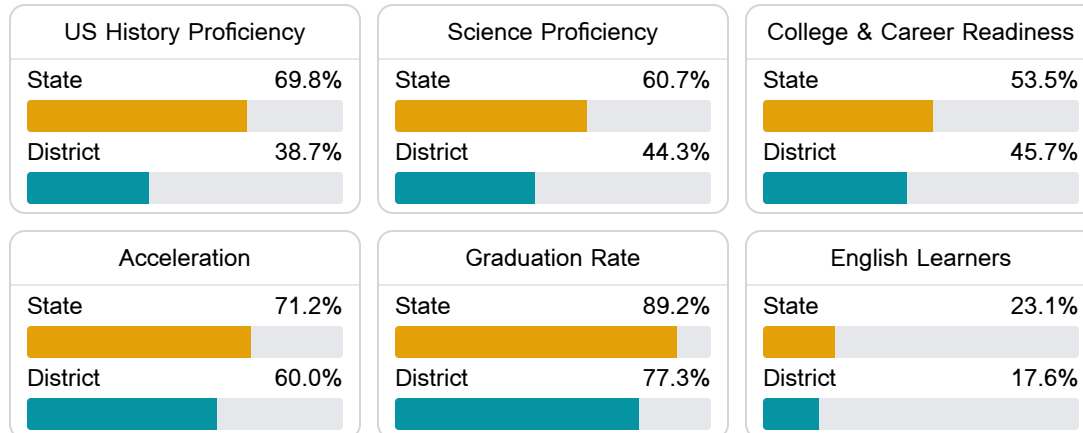 US History Proficiency
State 69.8%
District 38.7%
Science Proficiency
State 60.7%
District 44.3%
College & Career Readiness
State 53.5%
District 45.7%
Acceleration
State 71.2%
District 60.0%
Graduation Rate
State 89.2%
District 77.3%
English Learners
State 23.1%
District 17.6%